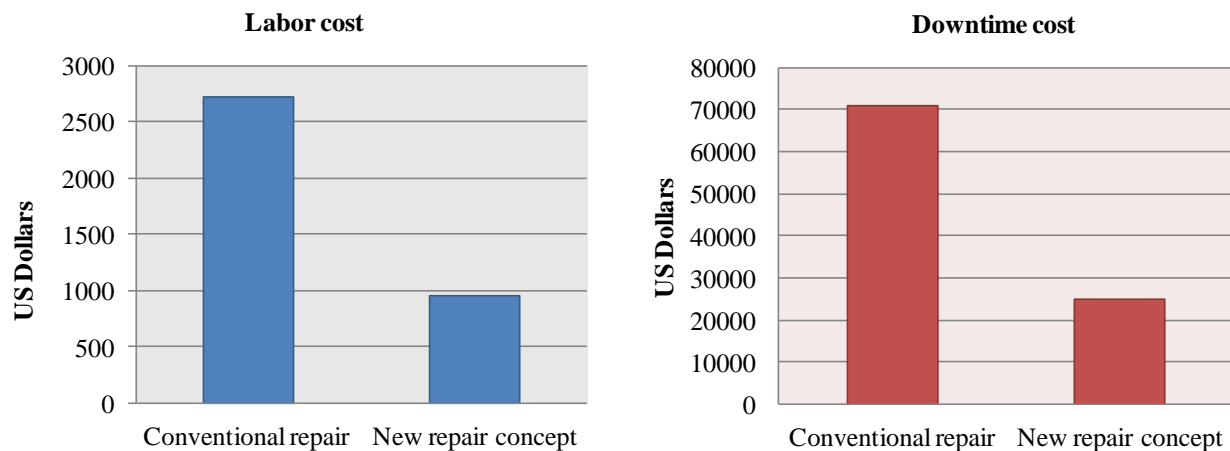 Labor cost
US Dollars
3000
2500
2000
1500
1000
500
0
Conventional repair New repair concept
Downtime cost
US Dollars
80000
70000
60000
50000
40000
30000
20000
10000
0
Conventional repair New repair concept